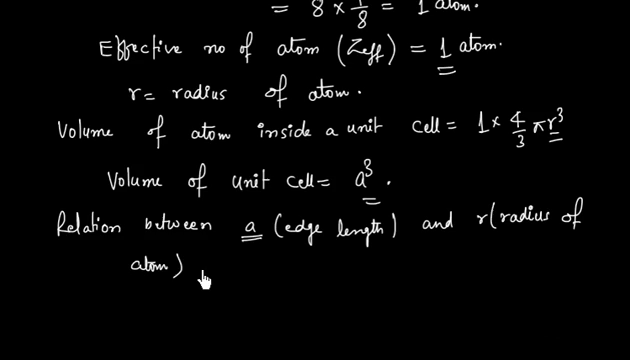 = 8 × 1/8 = 1 atom.
Effective no of atom (Zeff) = 1 atom.
r = radius of atom.
Volume of atom inside a unit cell = 1 × 4/3 πr³
Volume of unit cell = a³.
Relation between a (edge length) and r (radius of
atom)